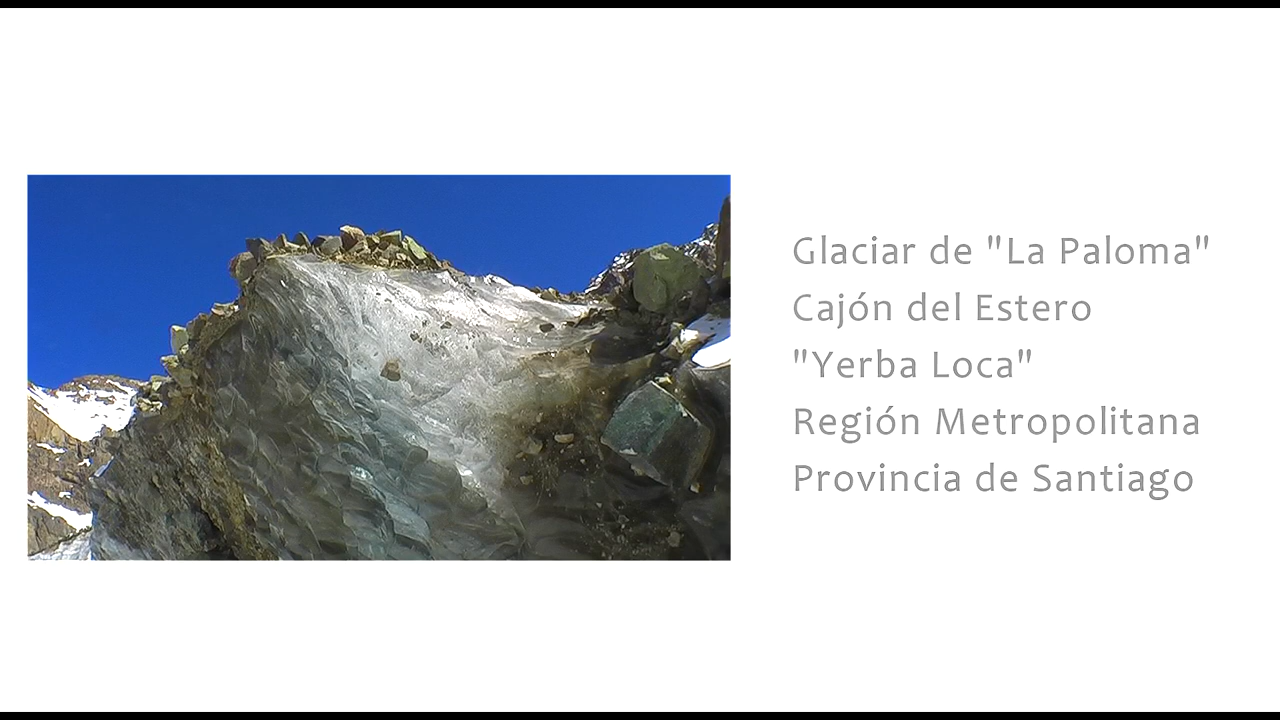 Glaciar de "La Paloma"
Cajón del Estero
"Yerba Loca"
Región Metropolitana
Provincia de Santiago